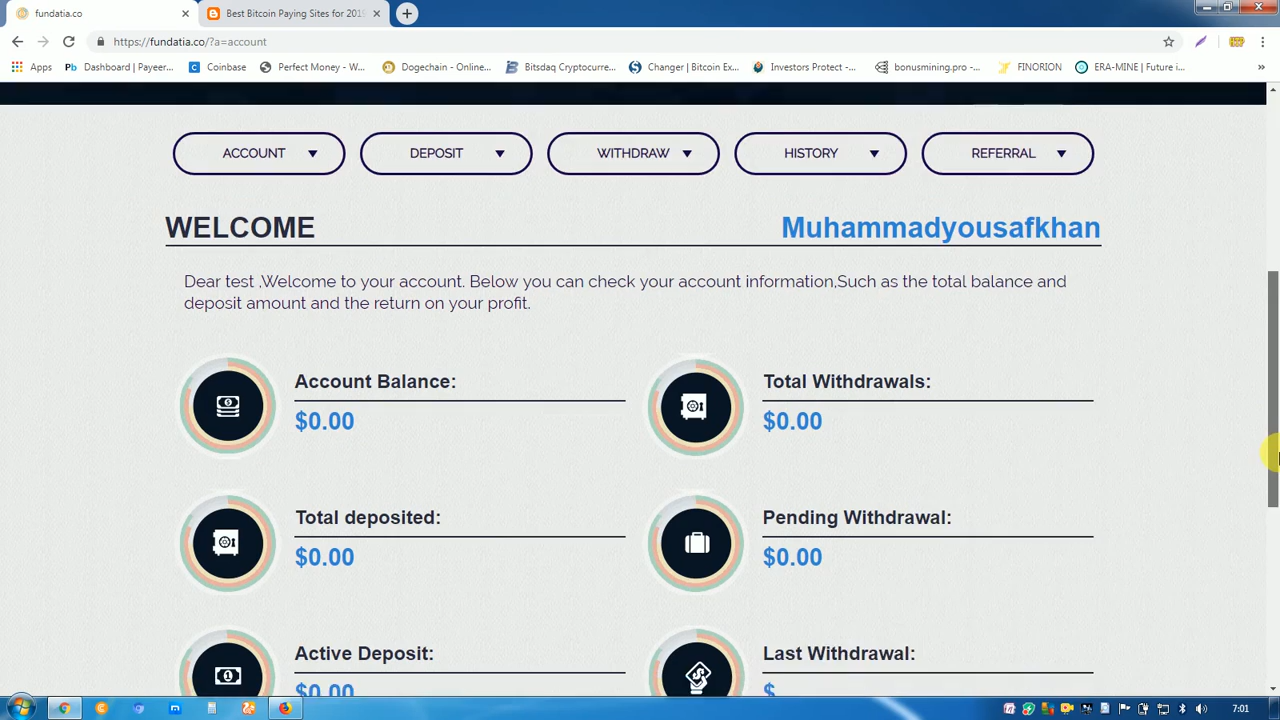 fundatia.co
Best Bitcoin Paying Sites for 2019
https://fundatia.co/?a=account
Apps
Dashboard | Payeer...
Coinbase
Perfect Money - W...
Dogechain - Online...
Bitsdaq Cryptocurre...
Changer | Bitcoin Ex...
Investors Protect -...
bonusmining.pro -...
FINORION
ERA-MINE | Future i...
ACCOUNT
DEPOSIT
WITHDRAW
HISTORY
REFERRAL
WELCOME
Muhammadyousafkhan
Dear test ,Welcome to your account. Below you can check your account information,Such as the total balance and
deposit amount and the return on your profit.
Account Balance:
$0.00
Total Withdrawals:
$0.00
Total deposited:
$0.00
Pending Withdrawal:
$0.00
Active Deposit:
$0.00
Last Withdrawal:
$
7:01